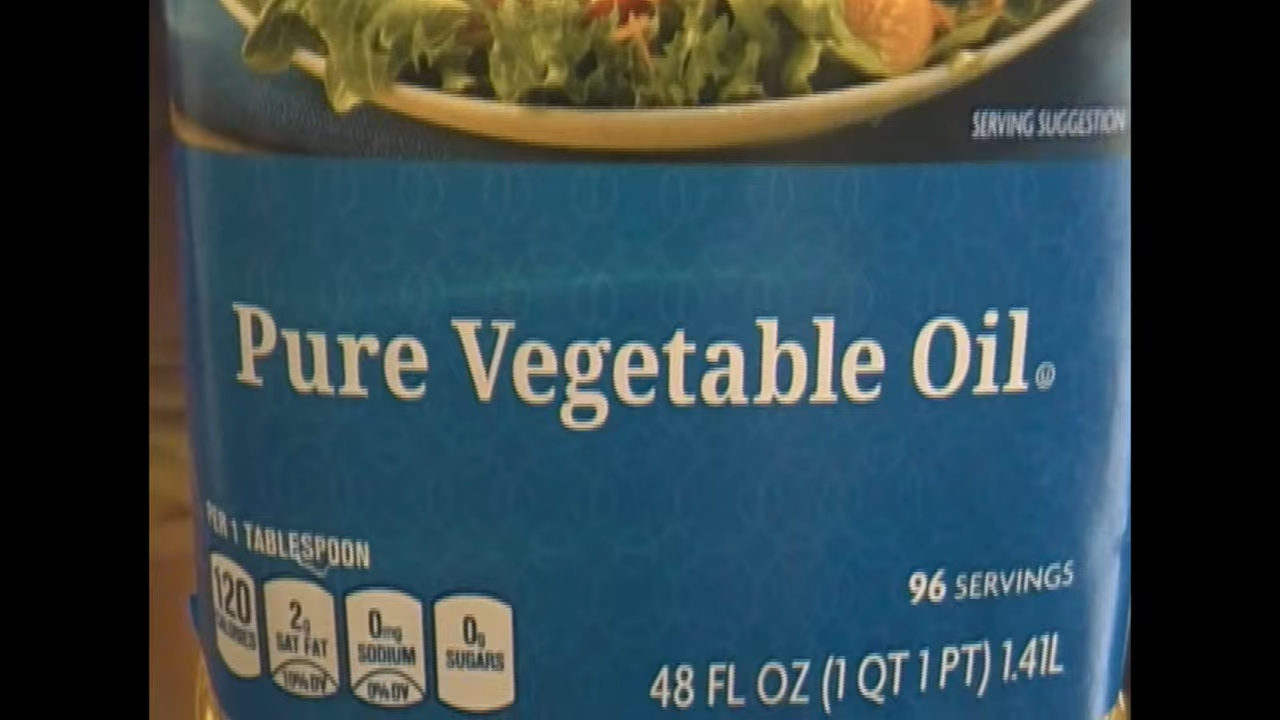 SERVING SUGGESTION
Pure Vegetable Oil
PER 1 TABLESPOON
120 CALORIES
2g SAT FAT 10% DV
0mg SODIUM 0% DV
0g SUGARS
96 SERVINGS
48 FL OZ (1 QT 1 PT) 1.41L